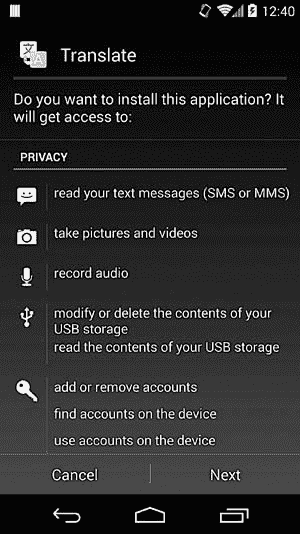 12:40
Translate
Do you want to install this application? It
will get access to:
PRIVACY
read your text messages (SMS or MMS)
take pictures and videos
record audio
modify or delete the contents of your
USB storage
read the contents of your USB storage
add or remove accounts
find accounts on the device
use accounts on the device
Cancel
Next